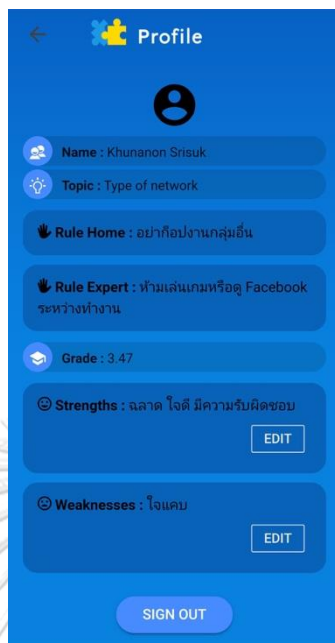 Profile
Name : Khunanon Srisuk
Topic : Type of network
Rule Home : อย่าก็อปงานกลุ่มอื่น
Rule Expert : ห้ามเล่นเกมหรือดู Facebook
ระหว่างทำงาน
Grade : 3.47
Strengths : ฉลาด ใจดี มีความรับผิดชอบ
EDIT
Weaknesses : ใจแคบ
EDIT
SIGN OUT